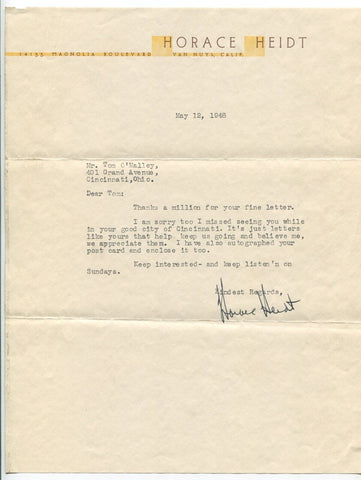 HORACE HEIDT
14155 MAGNOLIA BOULEVARD VAN NUYS, CALIF.
May 12, 1948
Mr. Tom O'Malley,
401 Grand Avenue,
Cincinnati,Ohio.
Dear Tom:
Thanks a million for your fine letter.
I am sorry too I missed seeing you while
in your good city of Cincinnati. It's just letters
like yours that help keep us going and believe me,
we appreciate them. I have also autographed your
post card and enclose it too.
Keep interested- and keep listen'n on
Sundays.
Kindest Regards,
Horace Heidt